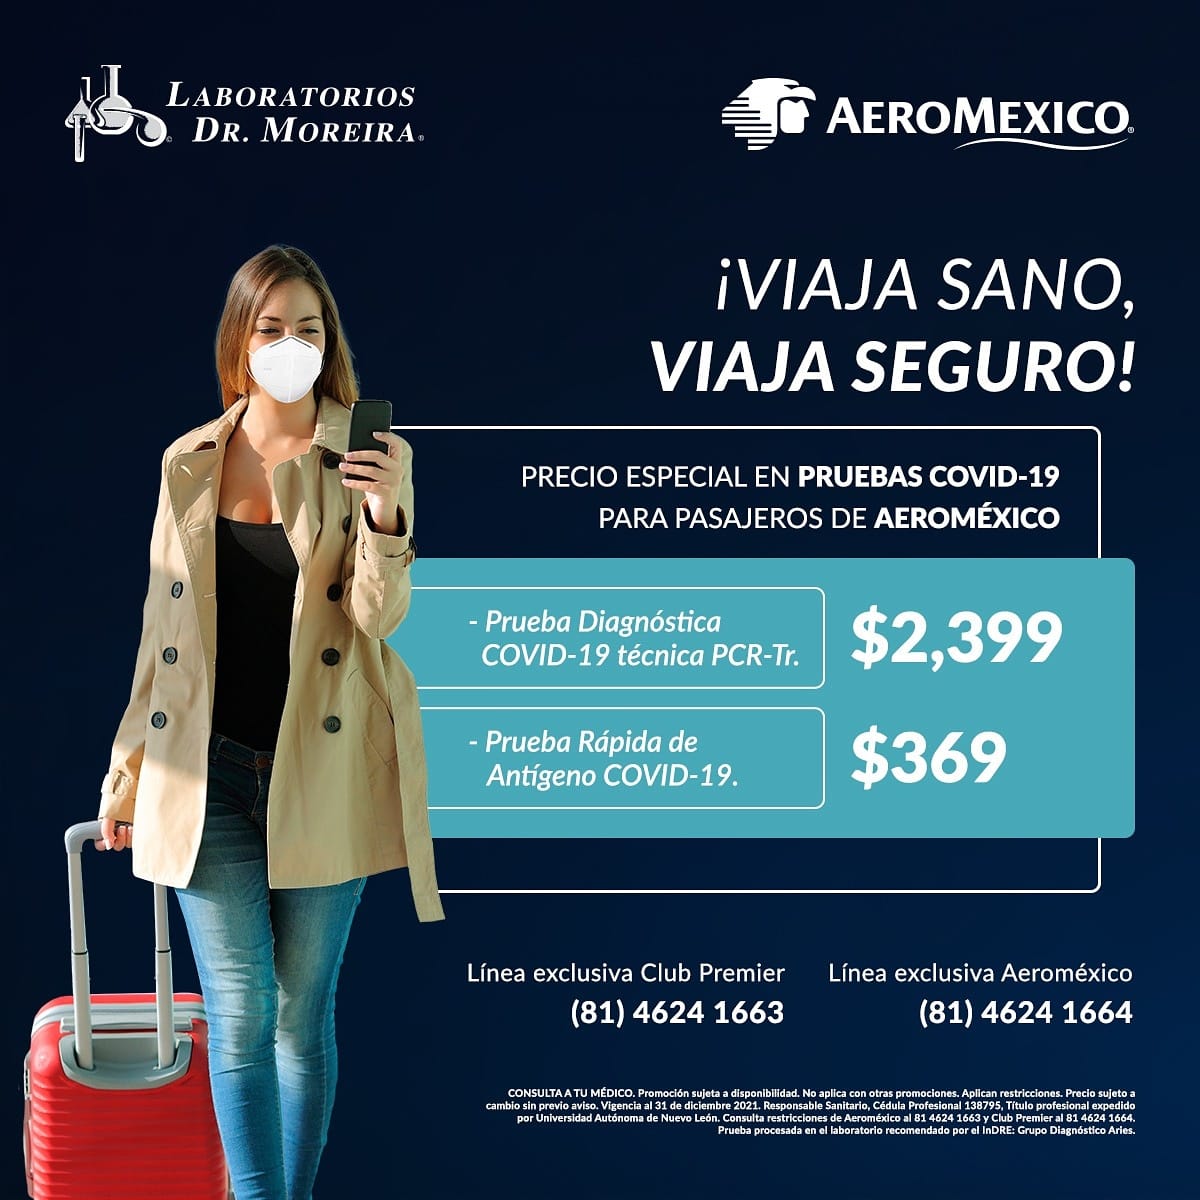 LABORATORIOS
DR. MOREIRA®
AEROMEXICO®
¡VIAJA SANO,
VIAJA SEGURO!
PRECIO ESPECIAL EN PRUEBAS COVID-19
PARA PASAJEROS DE AEROMÉXICO
- Prueba Diagnóstica
COVID-19 técnica PCR-Tr.
$2,399
- Prueba Rápida de
Antígeno COVID-19.
$369
Línea exclusiva Club Premier
(81) 4624 1663
Línea exclusiva Aeroméxico
(81) 4624 1664
CONSULTA A TU MÉDICO. Promoción sujeta a disponibilidad. No aplica con otras promociones. Aplican restricciones. Precio sujeto a
cambio sin previo aviso. Vigencia al 31 de diciembre 2021. Responsable Sanitario, Cédula Profesional 138795, Título profesional expedido
por Universidad Autónoma de Nuevo León. Consulta restricciones de Aeroméxico al 81 4624 1663 y Club Premier al 81 4624 1664.
Prueba procesada en el laboratorio recomendado por el InDRE: Grupo Diagnóstico Aries.